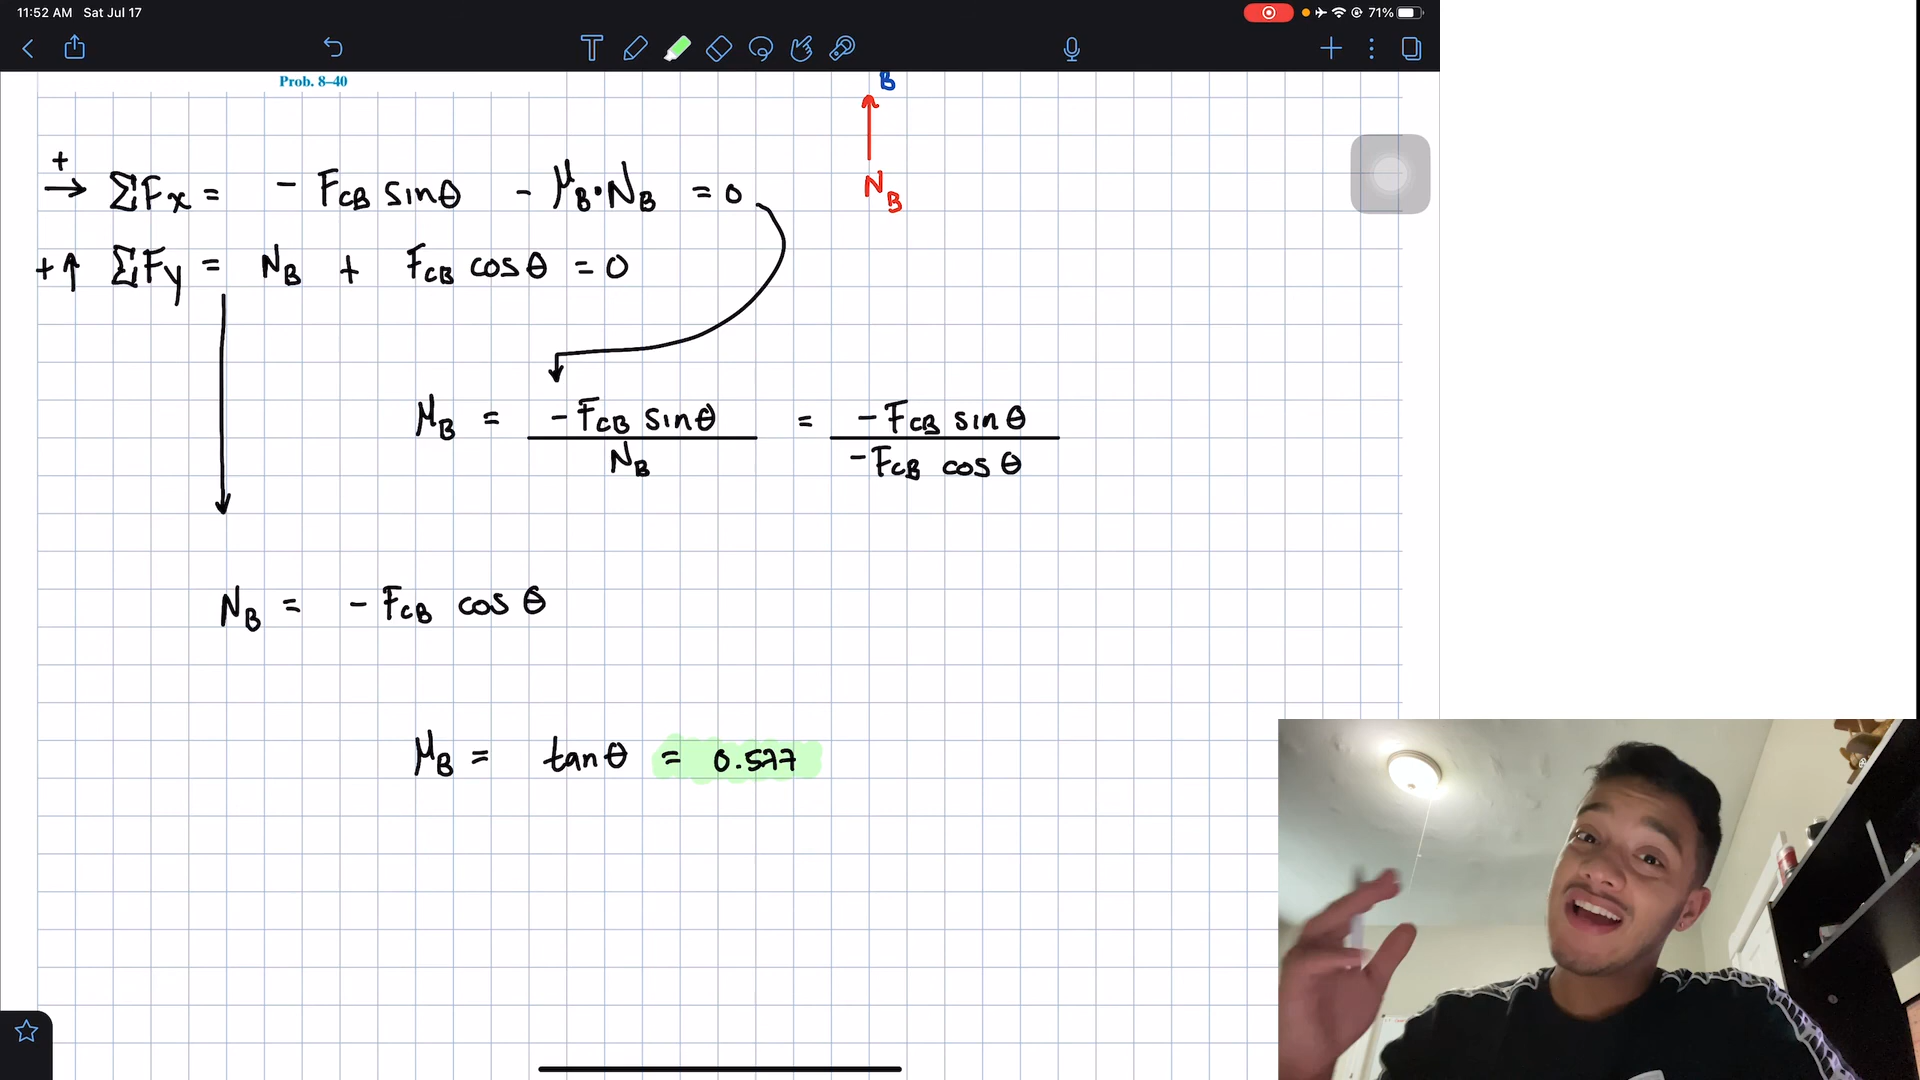 11:52 AM Sat Jul 17
71%
Prob. 8–40
B
N_B
+→ ΣFx = - F_CB sinθ - μ_B·N_B = 0
+↑ ΣFy = N_B + F_CB cosθ = 0
μ_B = -F_CB sinθ / N_B = -F_CB sinθ / -F_CB cosθ
N_B = - F_CB cosθ
μ_B = tanθ = 0.577